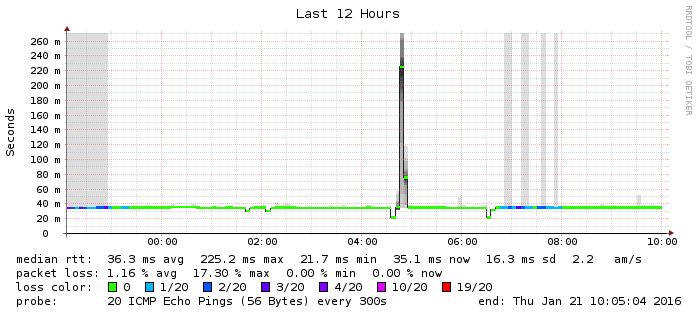 Last 12 Hours
RRDTOOL / TOBI OETIKER
Seconds
260 m
240 m
220 m
200 m
180 m
160 m
140 m
120 m
100 m
80 m
60 m
40 m
20 m
0
00:00 02:00 04:00 06:00 08:00 10:00
median rtt: 36.3 ms avg 225.2 ms max 21.7 ms min 35.1 ms now 16.3 ms sd 2.2 am/s
packet loss: 1.16 % avg 17.30 % max 0.00 % min 0.00 % now
loss color: 0 1/20 2/20 3/20 4/20 10/20 19/20
probe: 20 ICMP Echo Pings (56 Bytes) every 300s end: Thu Jan 21 10:05:04 2016